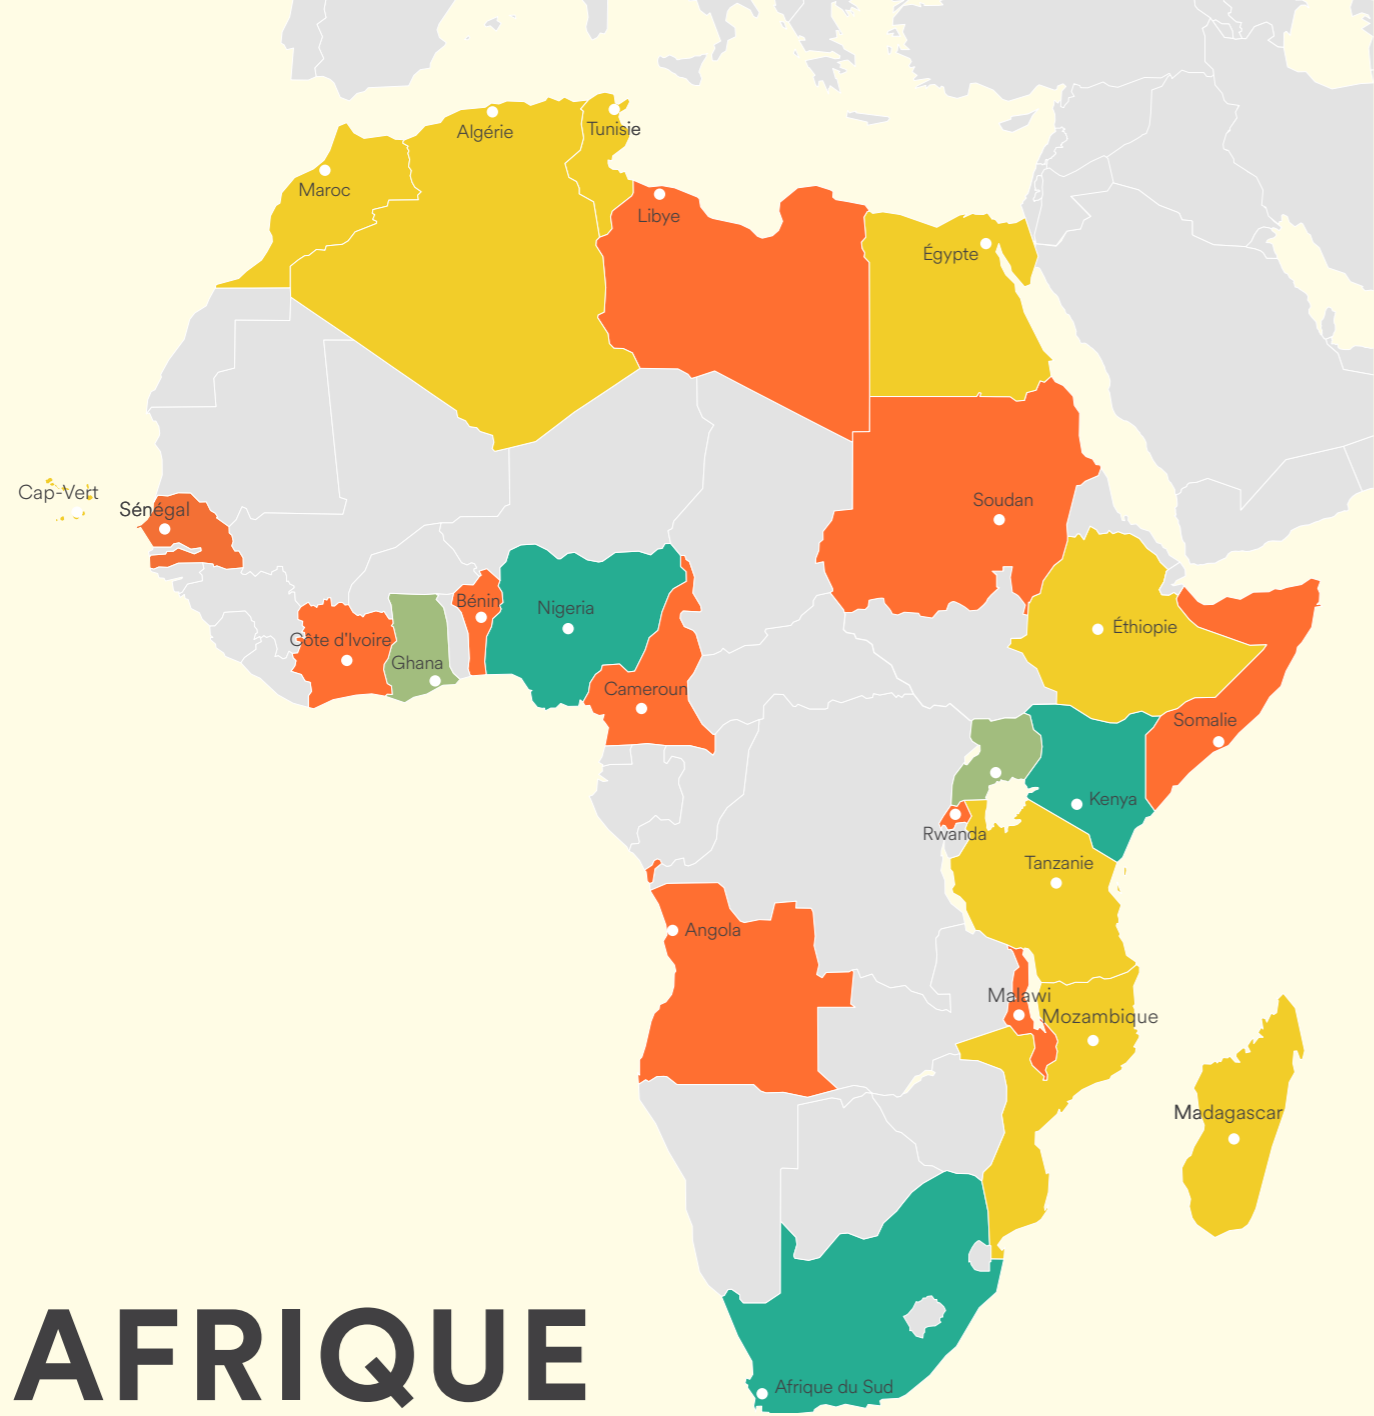 Algérie
Tunisie
Maroc
Libye
Égypte
Cap-Vert
Sénégal
Soudan
Bénin
Nigeria
Éthiopie
Côte d'Ivoire
Ghana
Cameroun
Somalie
Kenya
Rwanda
Tanzanie
Angola
Malawi
Mozambique
Madagascar
AFRIQUE
Afrique du Sud